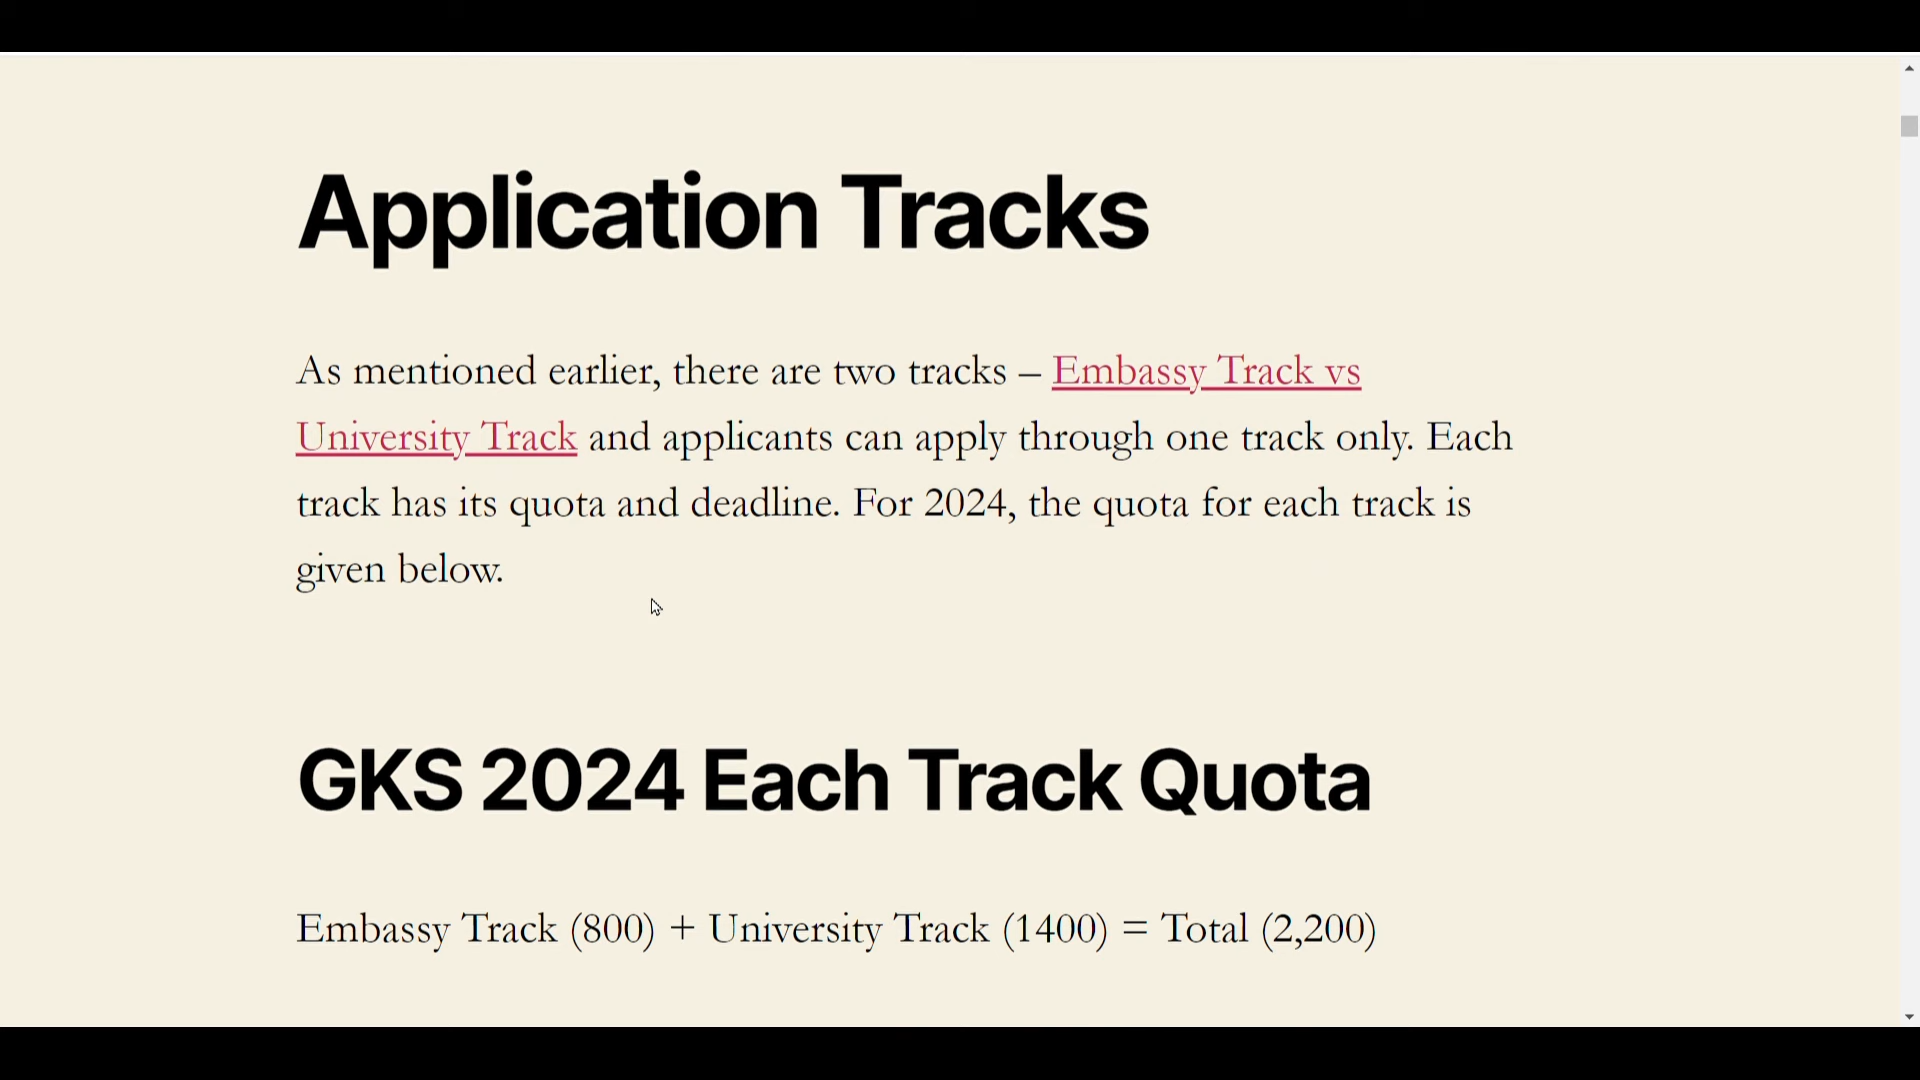 Application Tracks
As mentioned earlier, there are two tracks – Embassy Track vs
University Track and applicants can apply through one track only. Each
track has its quota and deadline. For 2024, the quota for each track is
given below.
GKS 2024 Each Track Quota
Embassy Track (800) + University Track (1400) = Total (2,200)